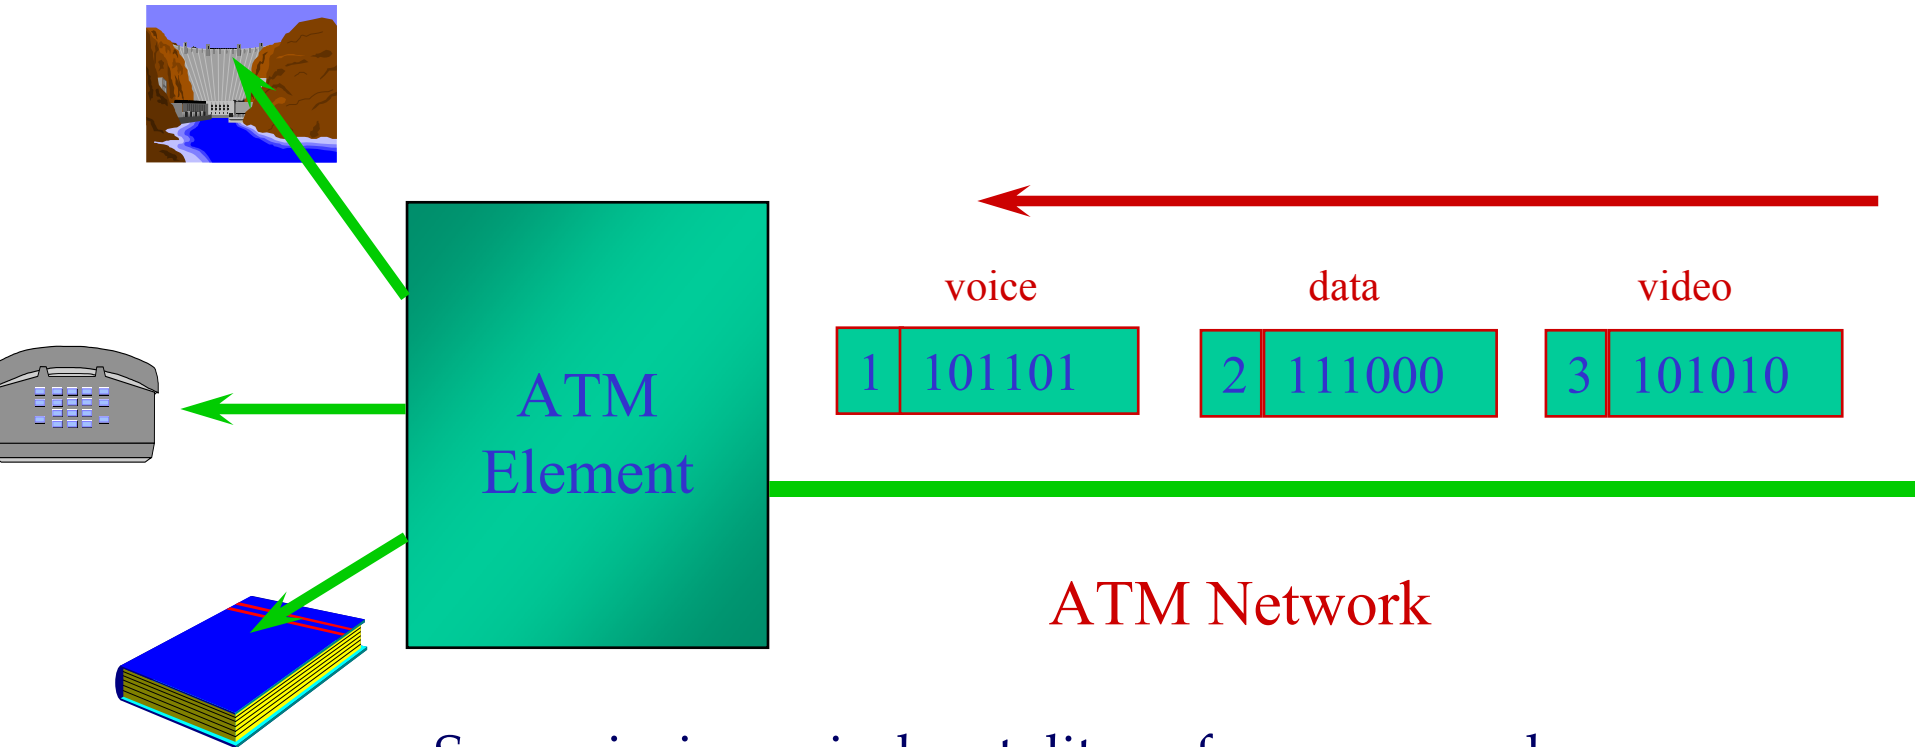 voice data video
1 101101 2 111000 3 101010
ATM
Element
ATM Network